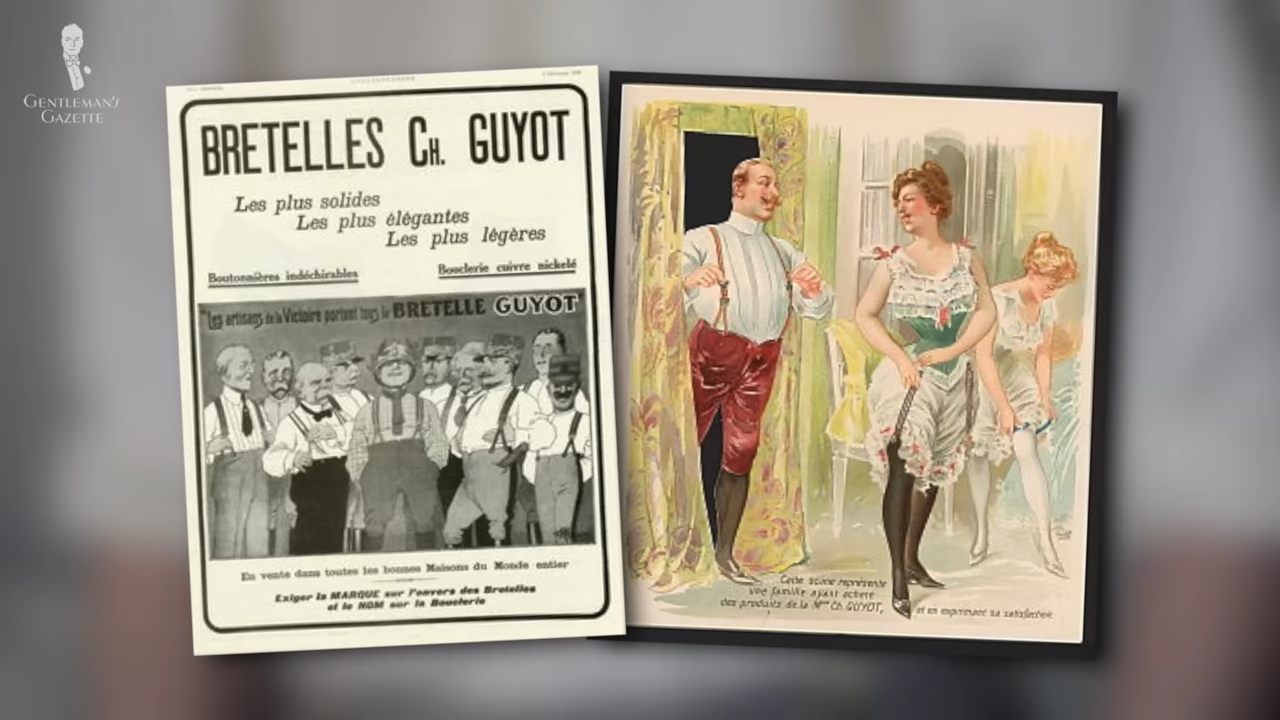 GENTLEMAN'S
GAZETTE
BRETELLES CH. GUYOT
Les plus solides
Les plus élégantes
Les plus légères
Boutonnières indéchirables
Bouclerie cuivre nickelé
"Les artisans de la Victoire portent tous la BRETELLE GUYOT
En vente dans toutes les bonnes Maisons du Monde entier
Exiger la MARQUE sur l'envers des Bretelles
et le NOM sur la Bouclerie
Cette scène représente
une famille ayant acheté
des produits de la Mon Ch. GUYOT,
et en exprimant sa satisfaction